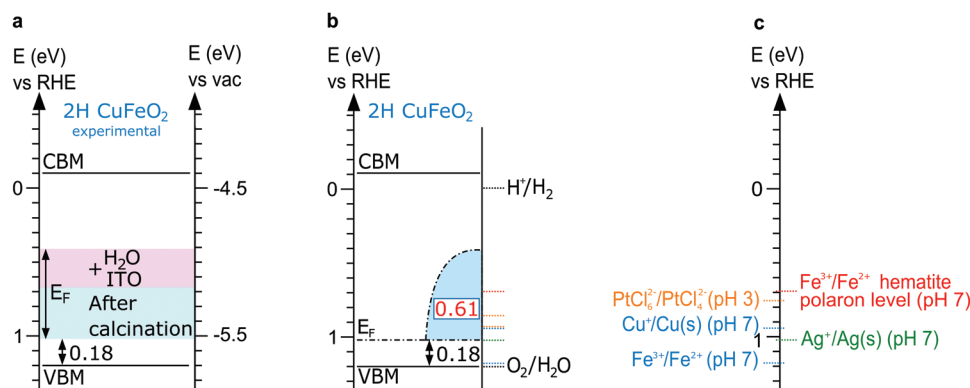 a
E (eV)
vs RHE
E (eV)
vs vac
2H CuFeO₂
experimental
CBM
0
-4.5
H₂O
+
ITO
E_F
After
calcination
1
-5.5
0.18
VBM
b
E (eV)
vs RHE
2H CuFeO₂
CBM
0
H⁺/H₂
0.61
E_F
1
0.18
VBM
O₂/H₂O
c
E (eV)
vs RHE
0
Fe³⁺/Fe²⁺ hematite
polaron level (pH 7)
PtCl₆²⁻/PtCl₄²⁻(pH 3)
Cu⁺/Cu(s) (pH 7)
1
Ag⁺/Ag(s) (pH 7)
Fe³⁺/Fe²⁺ (pH 7)